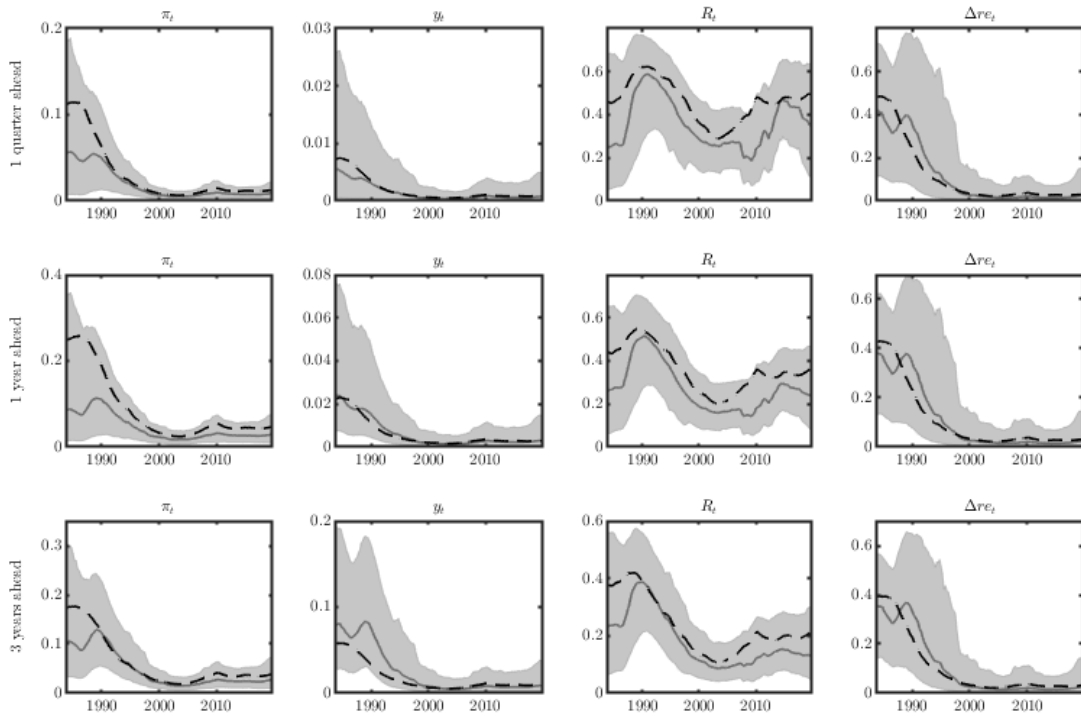 π_t y_t R_t Δre_t
1 quarter ahead
0.2 0.03 0.6 0.6
0.02 0.4 0.4
0.1 0.01 0.2 0.2
0 0 0 0
1990 2000 2010 1990 2000 2010 1990 2000 2010 1990 2000 2010
π_t y_t R_t Δre_t
1 year ahead
0.4 0.08 0.6 0.6
0.06
0.2 0.04 0.4 0.4
0.02 0.2 0.2
0 0 0 0
1990 2000 2010 1990 2000 2010 1990 2000 2010 1990 2000 2010
π_t y_t R_t Δre_t
3 years ahead
0.3 0.2 0.6 0.6
0.2 0.4 0.4
0.1 0.1 0.2 0.2
0 0 0 0
1990 2000 2010 1990 2000 2010 1990 2000 2010 1990 2000 2010